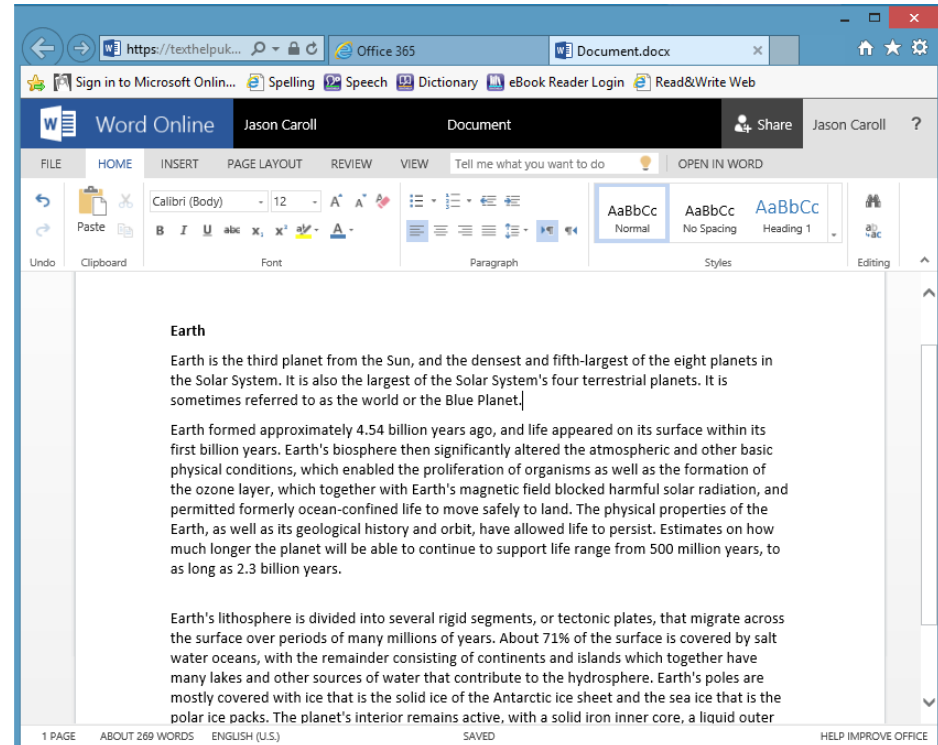 https://texthelpuk... Office 365 Document.docx
Sign in to Microsoft Onlin... Spelling Speech Dictionary eBook Reader Login Read&Write Web
Word Online Jason Caroll Document Share Jason Caroll ?
FILE HOME INSERT PAGE LAYOUT REVIEW VIEW Tell me what you want to do OPEN IN WORD
Calibri (Body) 12 AaBbCc AaBbCc AaBbCc
Paste B I U abc x₂ x² A Normal No Spacing Heading 1
Undo Clipboard Font Paragraph Styles Editing
Earth
Earth is the third planet from the Sun, and the densest and fifth-largest of the eight planets in
the Solar System. It is also the largest of the Solar System's four terrestrial planets. It is
sometimes referred to as the world or the Blue Planet.
Earth formed approximately 4.54 billion years ago, and life appeared on its surface within its
first billion years. Earth's biosphere then significantly altered the atmospheric and other basic
physical conditions, which enabled the proliferation of organisms as well as the formation of
the ozone layer, which together with Earth's magnetic field blocked harmful solar radiation, and
permitted formerly ocean-confined life to move safely to land. The physical properties of the
Earth, as well as its geological history and orbit, have allowed life to persist. Estimates on how
much longer the planet will be able to continue to support life range from 500 million years, to
as long as 2.3 billion years.
Earth's lithosphere is divided into several rigid segments, or tectonic plates, that migrate across
the surface over periods of many millions of years. About 71% of the surface is covered by salt
water oceans, with the remainder consisting of continents and islands which together have
many lakes and other sources of water that contribute to the hydrosphere. Earth's poles are
mostly covered with ice that is the solid ice of the Antarctic ice sheet and the sea ice that is the
polar ice packs. The planet's interior remains active, with a solid iron inner core, a liquid outer
1 PAGE ABOUT 269 WORDS ENGLISH (U.S.) SAVED HELP IMPROVE OFFICE